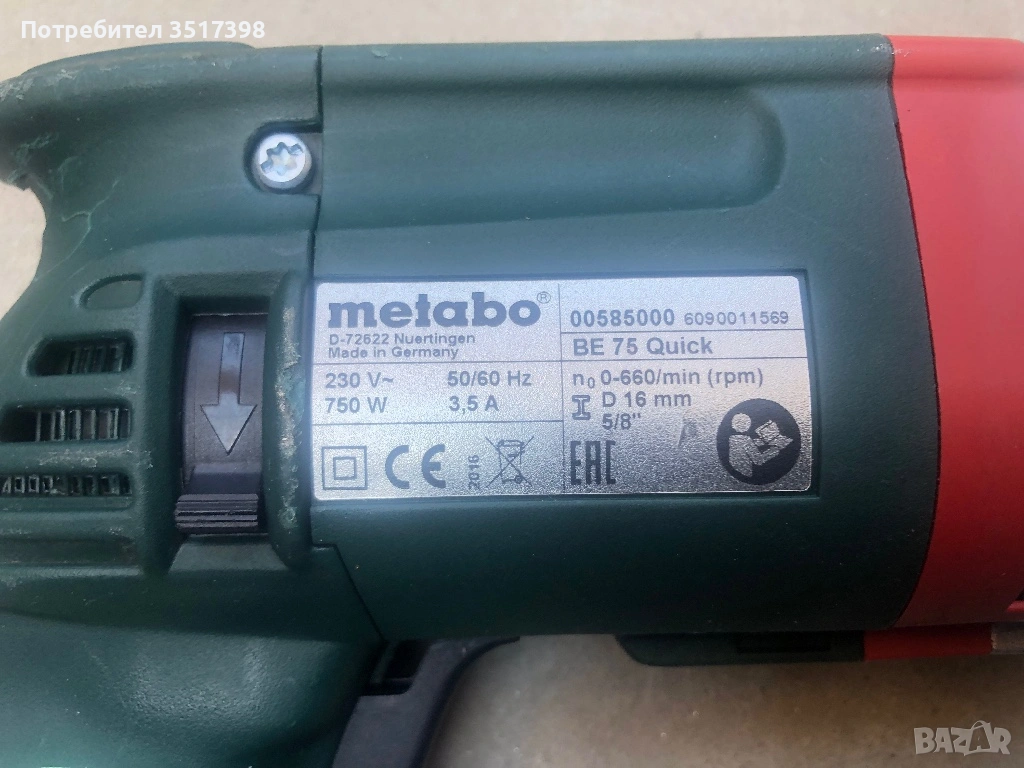 Потребител 3517398
metabo®
D-72622 Nuertingen
Made in Germany
00585000 6090011569
BE 75 Quick
230 V~ 50/60 Hz
750 W 3,5 A
n₀ 0-660/min (rpm)
D 16 mm
5/8"
CE
2016
EAC
BAZAR